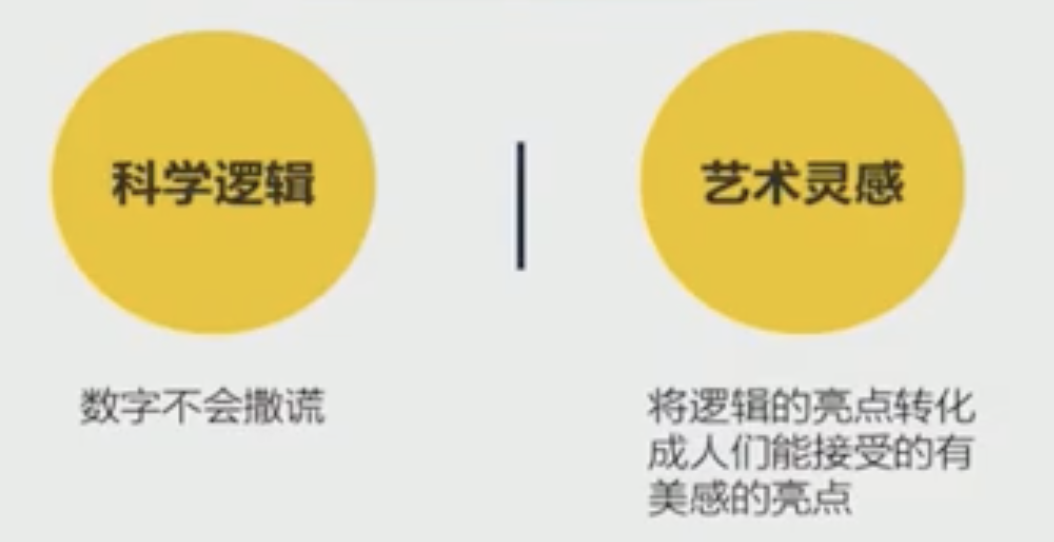 科学逻辑
数字不会撒谎
艺术灵感
将逻辑的亮点转化
成人们能接受的有
美感的亮点